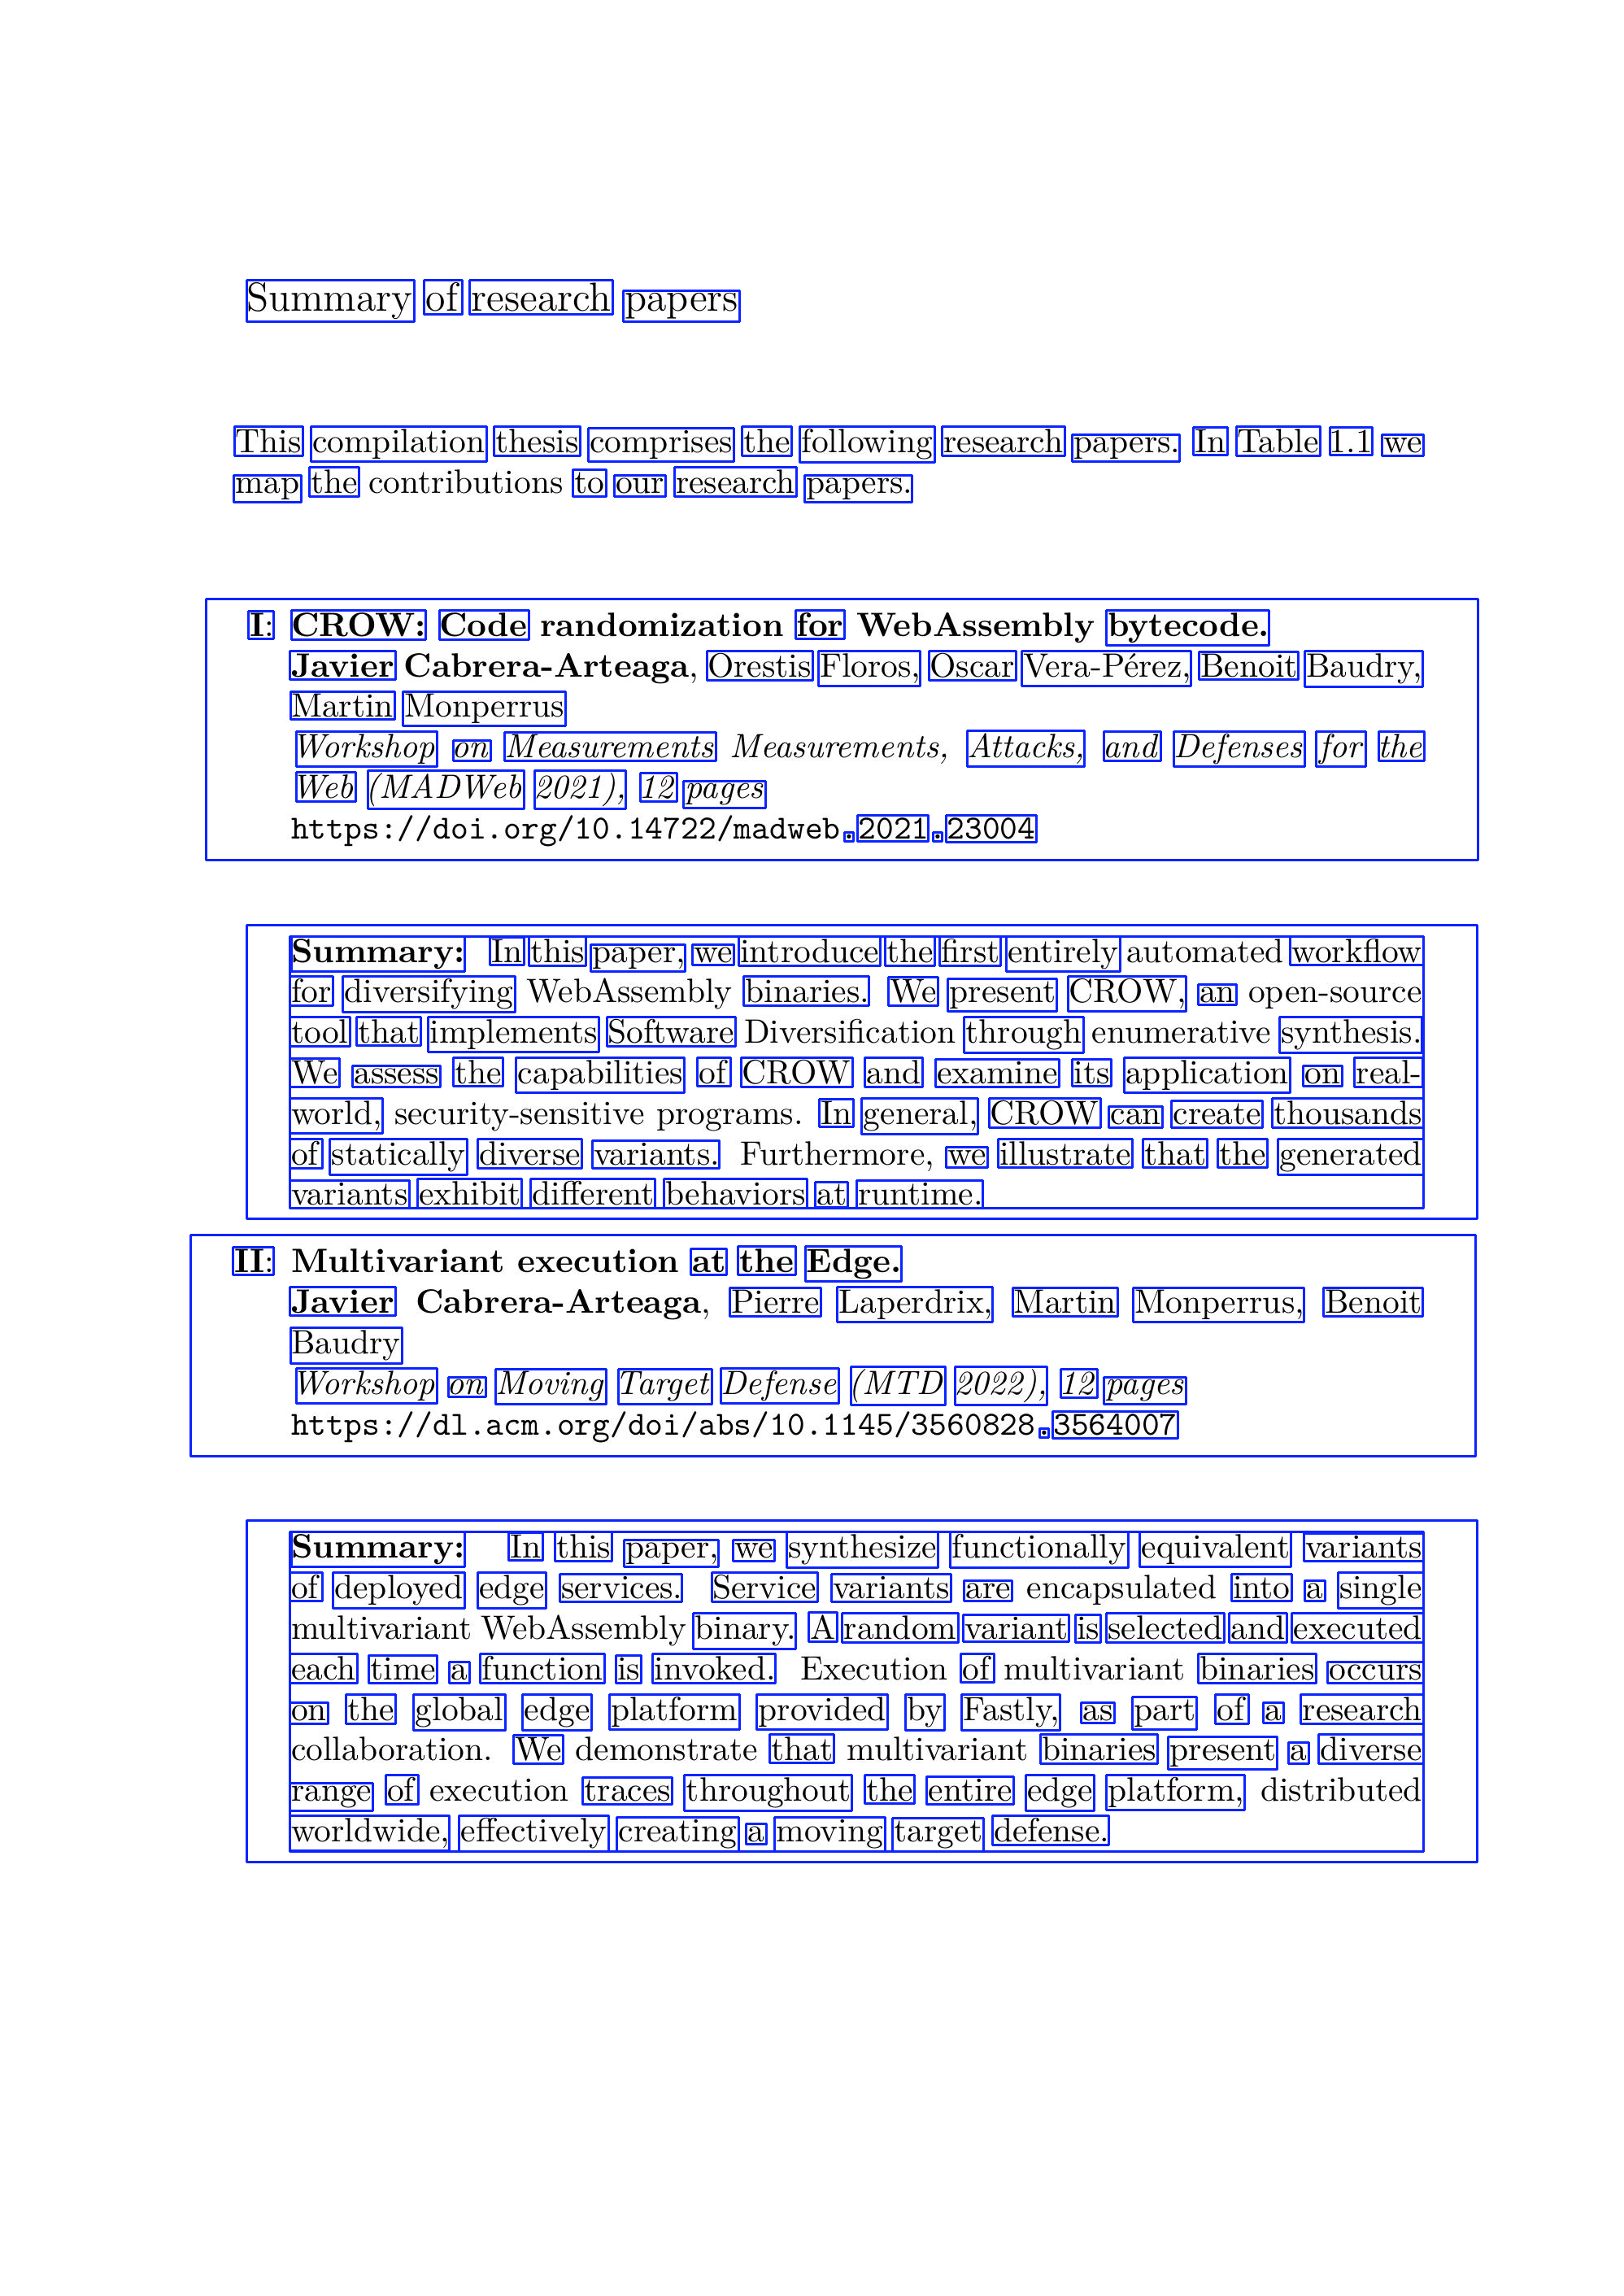 Summary of research papers
This compilation thesis comprises the following research papers. In Table 1.1 we
map the contributions to our research papers.
I: CROW: Code randomization for WebAssembly bytecode.
Javier Cabrera-Arteaga, Orestis Floros, Oscar Vera-Pérez, Benoit Baudry,
Martin Monperrus
Workshop on Measurements Measurements, Attacks, and Defenses for the
Web (MADWeb 2021), 12 pages
https://doi.org/10.14722/madweb.2021.23004
Summary: In this paper, we introduce the first entirely automated workflow
for diversifying WebAssembly binaries. We present CROW, an open-source
tool that implements Software Diversification through enumerative synthesis.
We assess the capabilities of CROW and examine its application on real-
world, security-sensitive programs. In general, CROW can create thousands
of statically diverse variants. Furthermore, we illustrate that the generated
variants exhibit different behaviors at runtime.
II: Multivariant execution at the Edge.
Javier Cabrera-Arteaga, Pierre Laperdrix, Martin Monperrus, Benoit
Baudry
Workshop on Moving Target Defense (MTD 2022), 12 pages
https://dl.acm.org/doi/abs/10.1145/3560828.3564007
Summary: In this paper, we synthesize functionally equivalent variants
of deployed edge services. Service variants are encapsulated into a single
multivariant WebAssembly binary. A random variant is selected and executed
each time a function is invoked. Execution of multivariant binaries occurs
on the global edge platform provided by Fastly, as part of a research
collaboration. We demonstrate that multivariant binaries present a diverse
range of execution traces throughout the entire edge platform, distributed
worldwide, effectively creating a moving target defense.